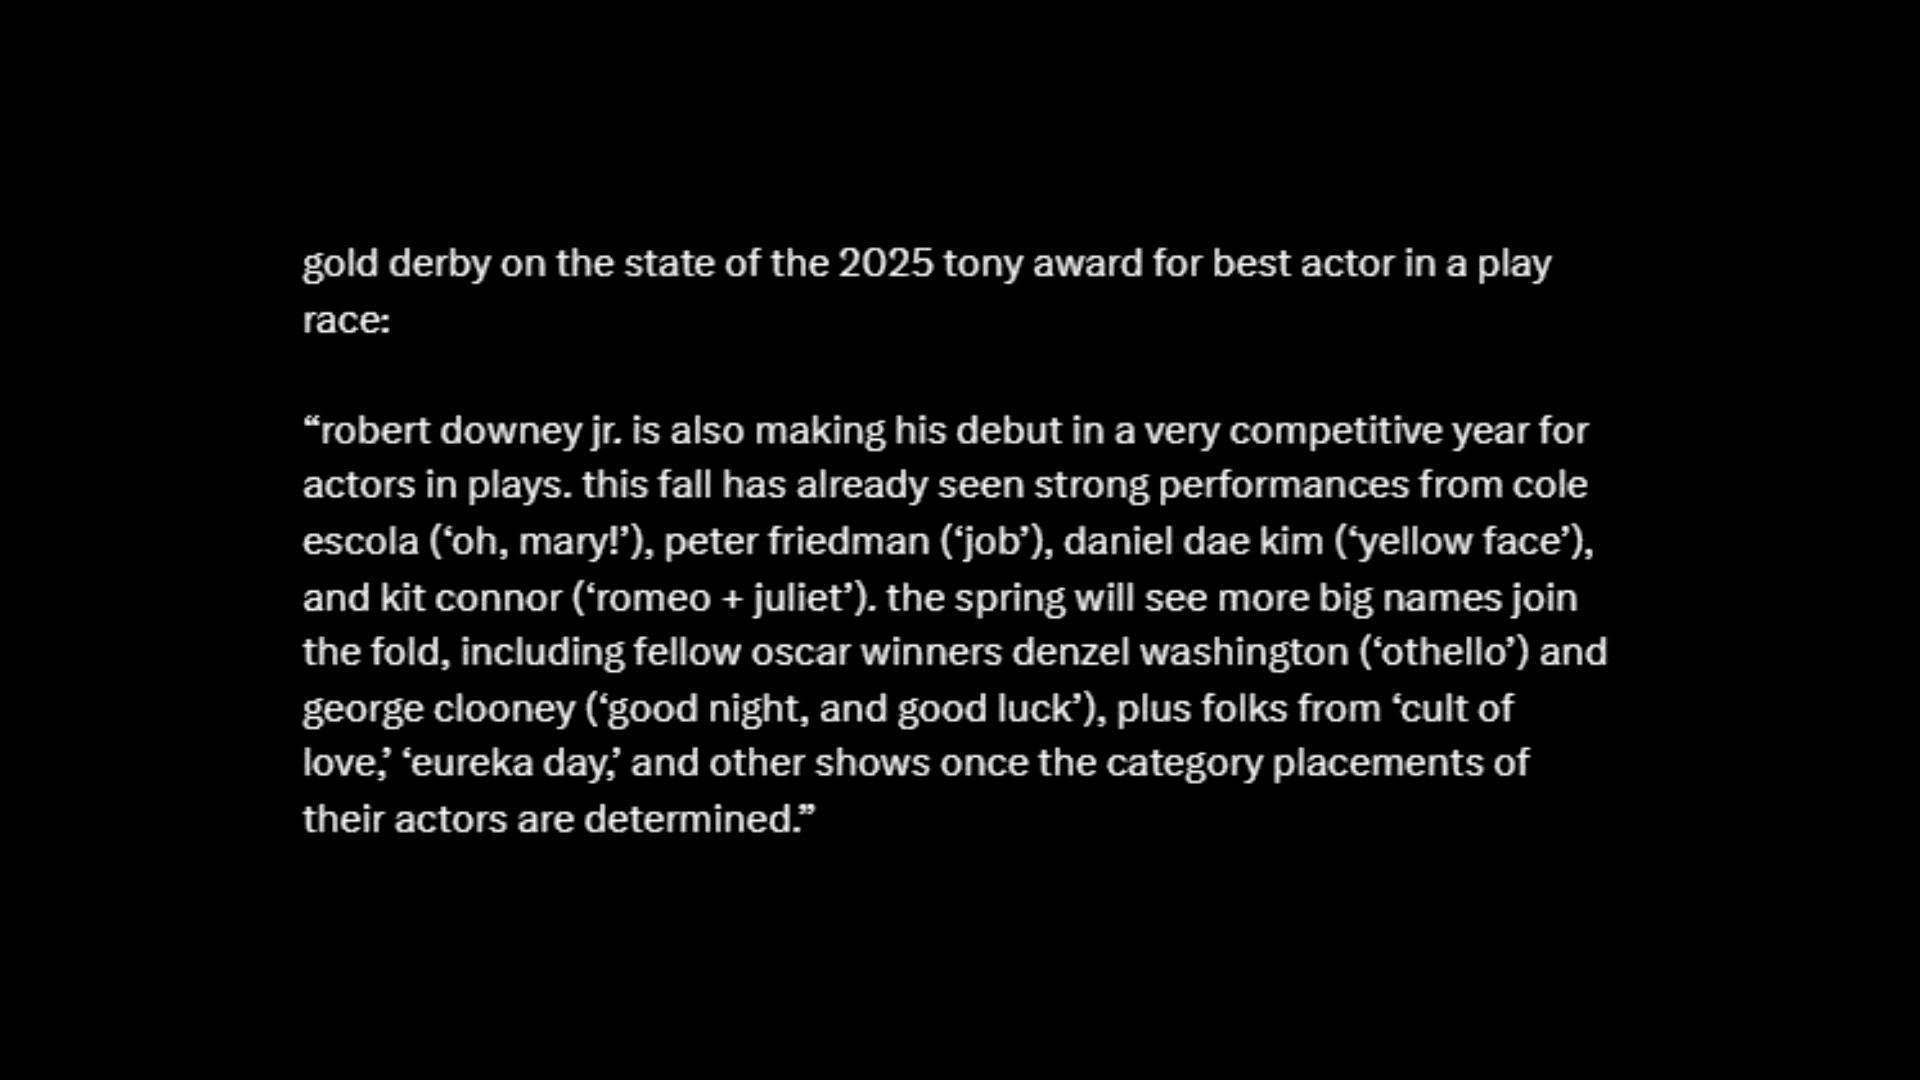 gold derby on the state of the 2025 tony award for best actor in a play
race:
“robert downey jr. is also making his debut in a very competitive year for
actors in plays. this fall has already seen strong performances from cole
escola (‘oh, mary!’), peter friedman (‘job’), daniel dae kim (‘yellow face’),
and kit connor (‘romeo + juliet’). the spring will see more big names join
the fold, including fellow oscar winners denzel washington (‘othello’) and
george clooney (‘good night, and good luck’), plus folks from ‘cult of
love,’ ‘eureka day,’ and other shows once the category placements of
their actors are determined.”